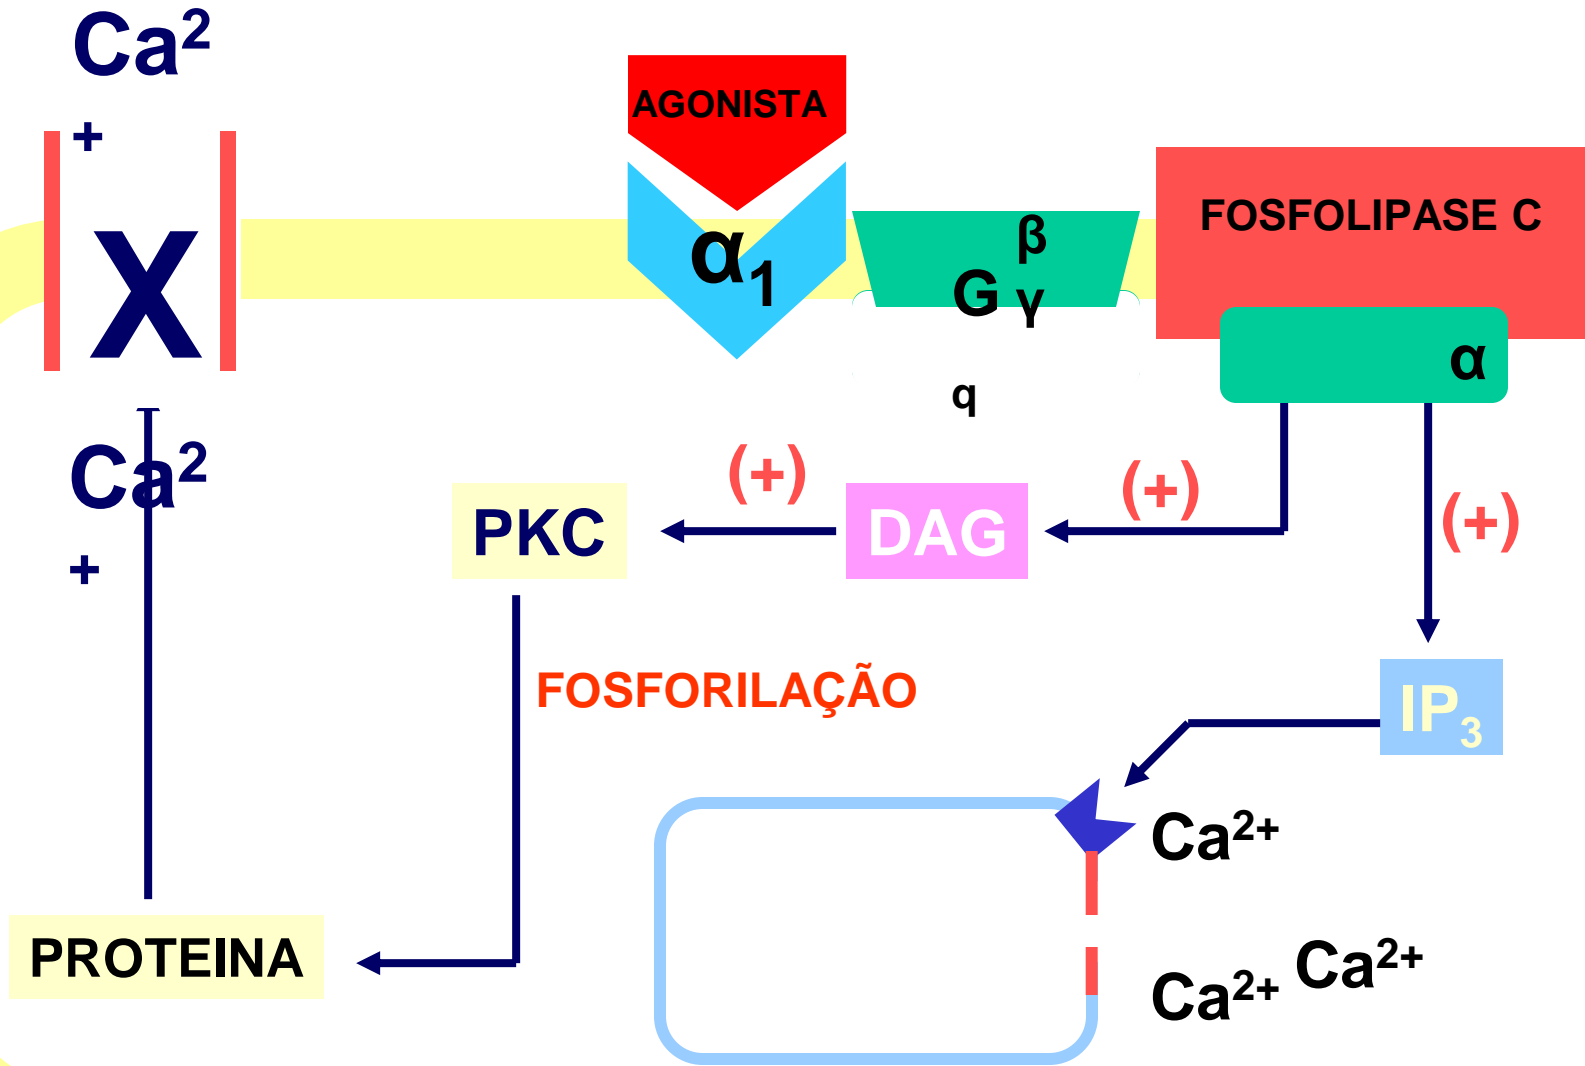 Ca²
+
AGONISTA
FOSFOLIPASE C
X
α₁
β
G γ
q
α
Ca²
+
(+)
(+)
(+)
PKC
DAG
FOSFORILAÇÃO
IP₃
Ca²⁺
PROTEINA
Ca²⁺
Ca²⁺